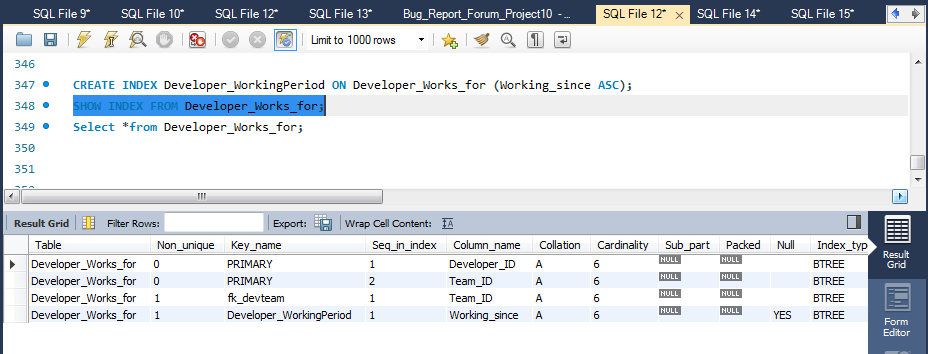 SQL File 9* SQL File 10* SQL File 12* SQL File 13* Bug_Report_Forum_Project10 - ... SQL File 12* × SQL File 14* SQL File 15*
Limit to 1000 rows
346
347 CREATE INDEX Developer_WorkingPeriod ON Developer_Works_for (Working_since ASC);
348 SHOW INDEX FROM Developer_Works_for;
349 Select *from Developer_Works_for;
350
351
Result Grid Filter Rows: Export: Wrap Cell Content: IA
Table Non_unique Key_name Seq_in_index Column_name Collation Cardinality Sub_part Packed Null Index_typ
Developer_Works_for 0 PRIMARY 1 Developer_ID A 6 NULL NULL BTREE
Developer_Works_for 0 PRIMARY 2 Team_ID A 6 NULL NULL BTREE
Developer_Works_for 1 fk_devteam 1 Team_ID A 6 NULL NULL BTREE
Developer_Works_for 1 Developer_WorkingPeriod 1 Working_since A 6 NULL NULL YES BTREE
Result
Grid
Form
Editor